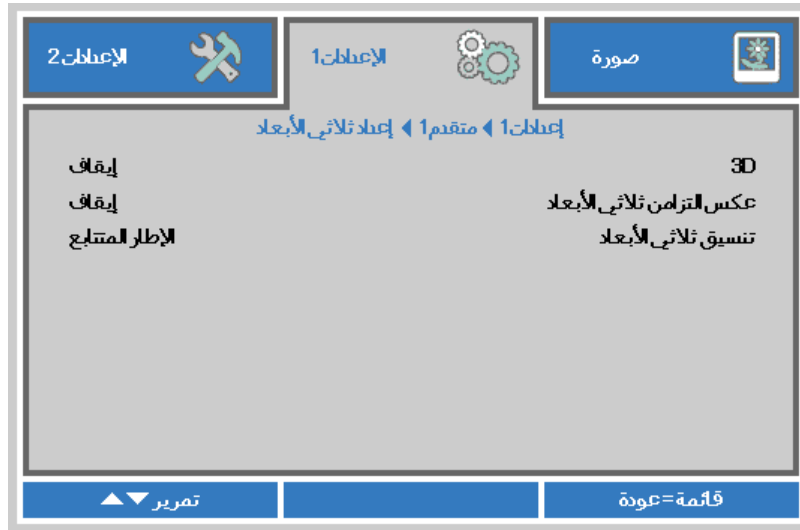 صورة
الإعدادات1
الإعدادات2
إعدادات1 ◀ متقدم1 ◀ إعداد ثلاثي الأبعاد
3D إيقاف
عكس التزامن ثلاثي الأبعاد إيقاف
تنسيق ثلاثي الأبعاد الإطار المتتابع
قائمة=عودة
تمرير ▼▲